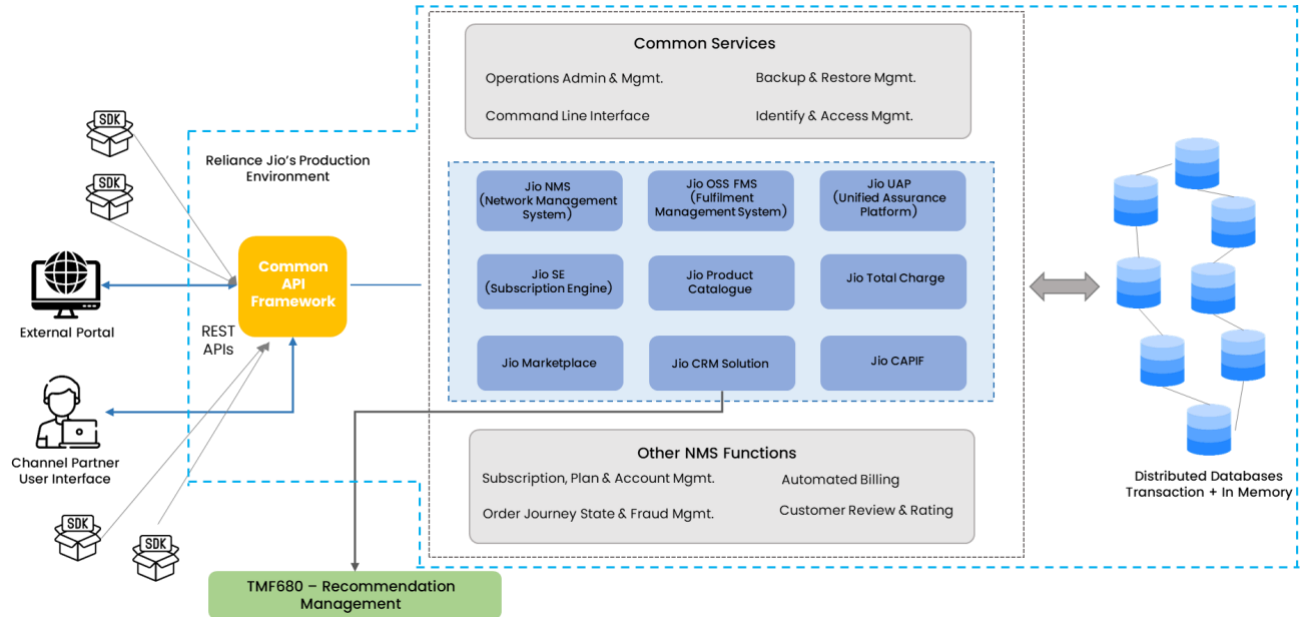 Common Services
Operations Admin & Mgmt.
Backup & Restore Mgmt.
Command Line Interface
Identify & Access Mgmt.
SDK
SDK
Reliance Jio's Production
Environment
Jio NMS
(Network Management
System)
Jio OSS FMS
(Fulfilment
Management System)
Jio UAP
(Unified Assurance
Platform)
Common
API
Framework
Jio SE
(Subscription Engine)
Jio Product
Catalogue
Jio Total Charge
External Portal
REST
APIs
Jio Marketplace
Jio CRM Solution
Jio CAPIF
Channel Partner
User Interface
Other NMS Functions
Subscription, Plan & Account Mgmt.
Automated Billing
Order Journey State & Fraud Mgmt.
Customer Review & Rating
Distributed Databases
Transaction + In Memory
SDK
SDK
TMF680 – Recommendation
Management